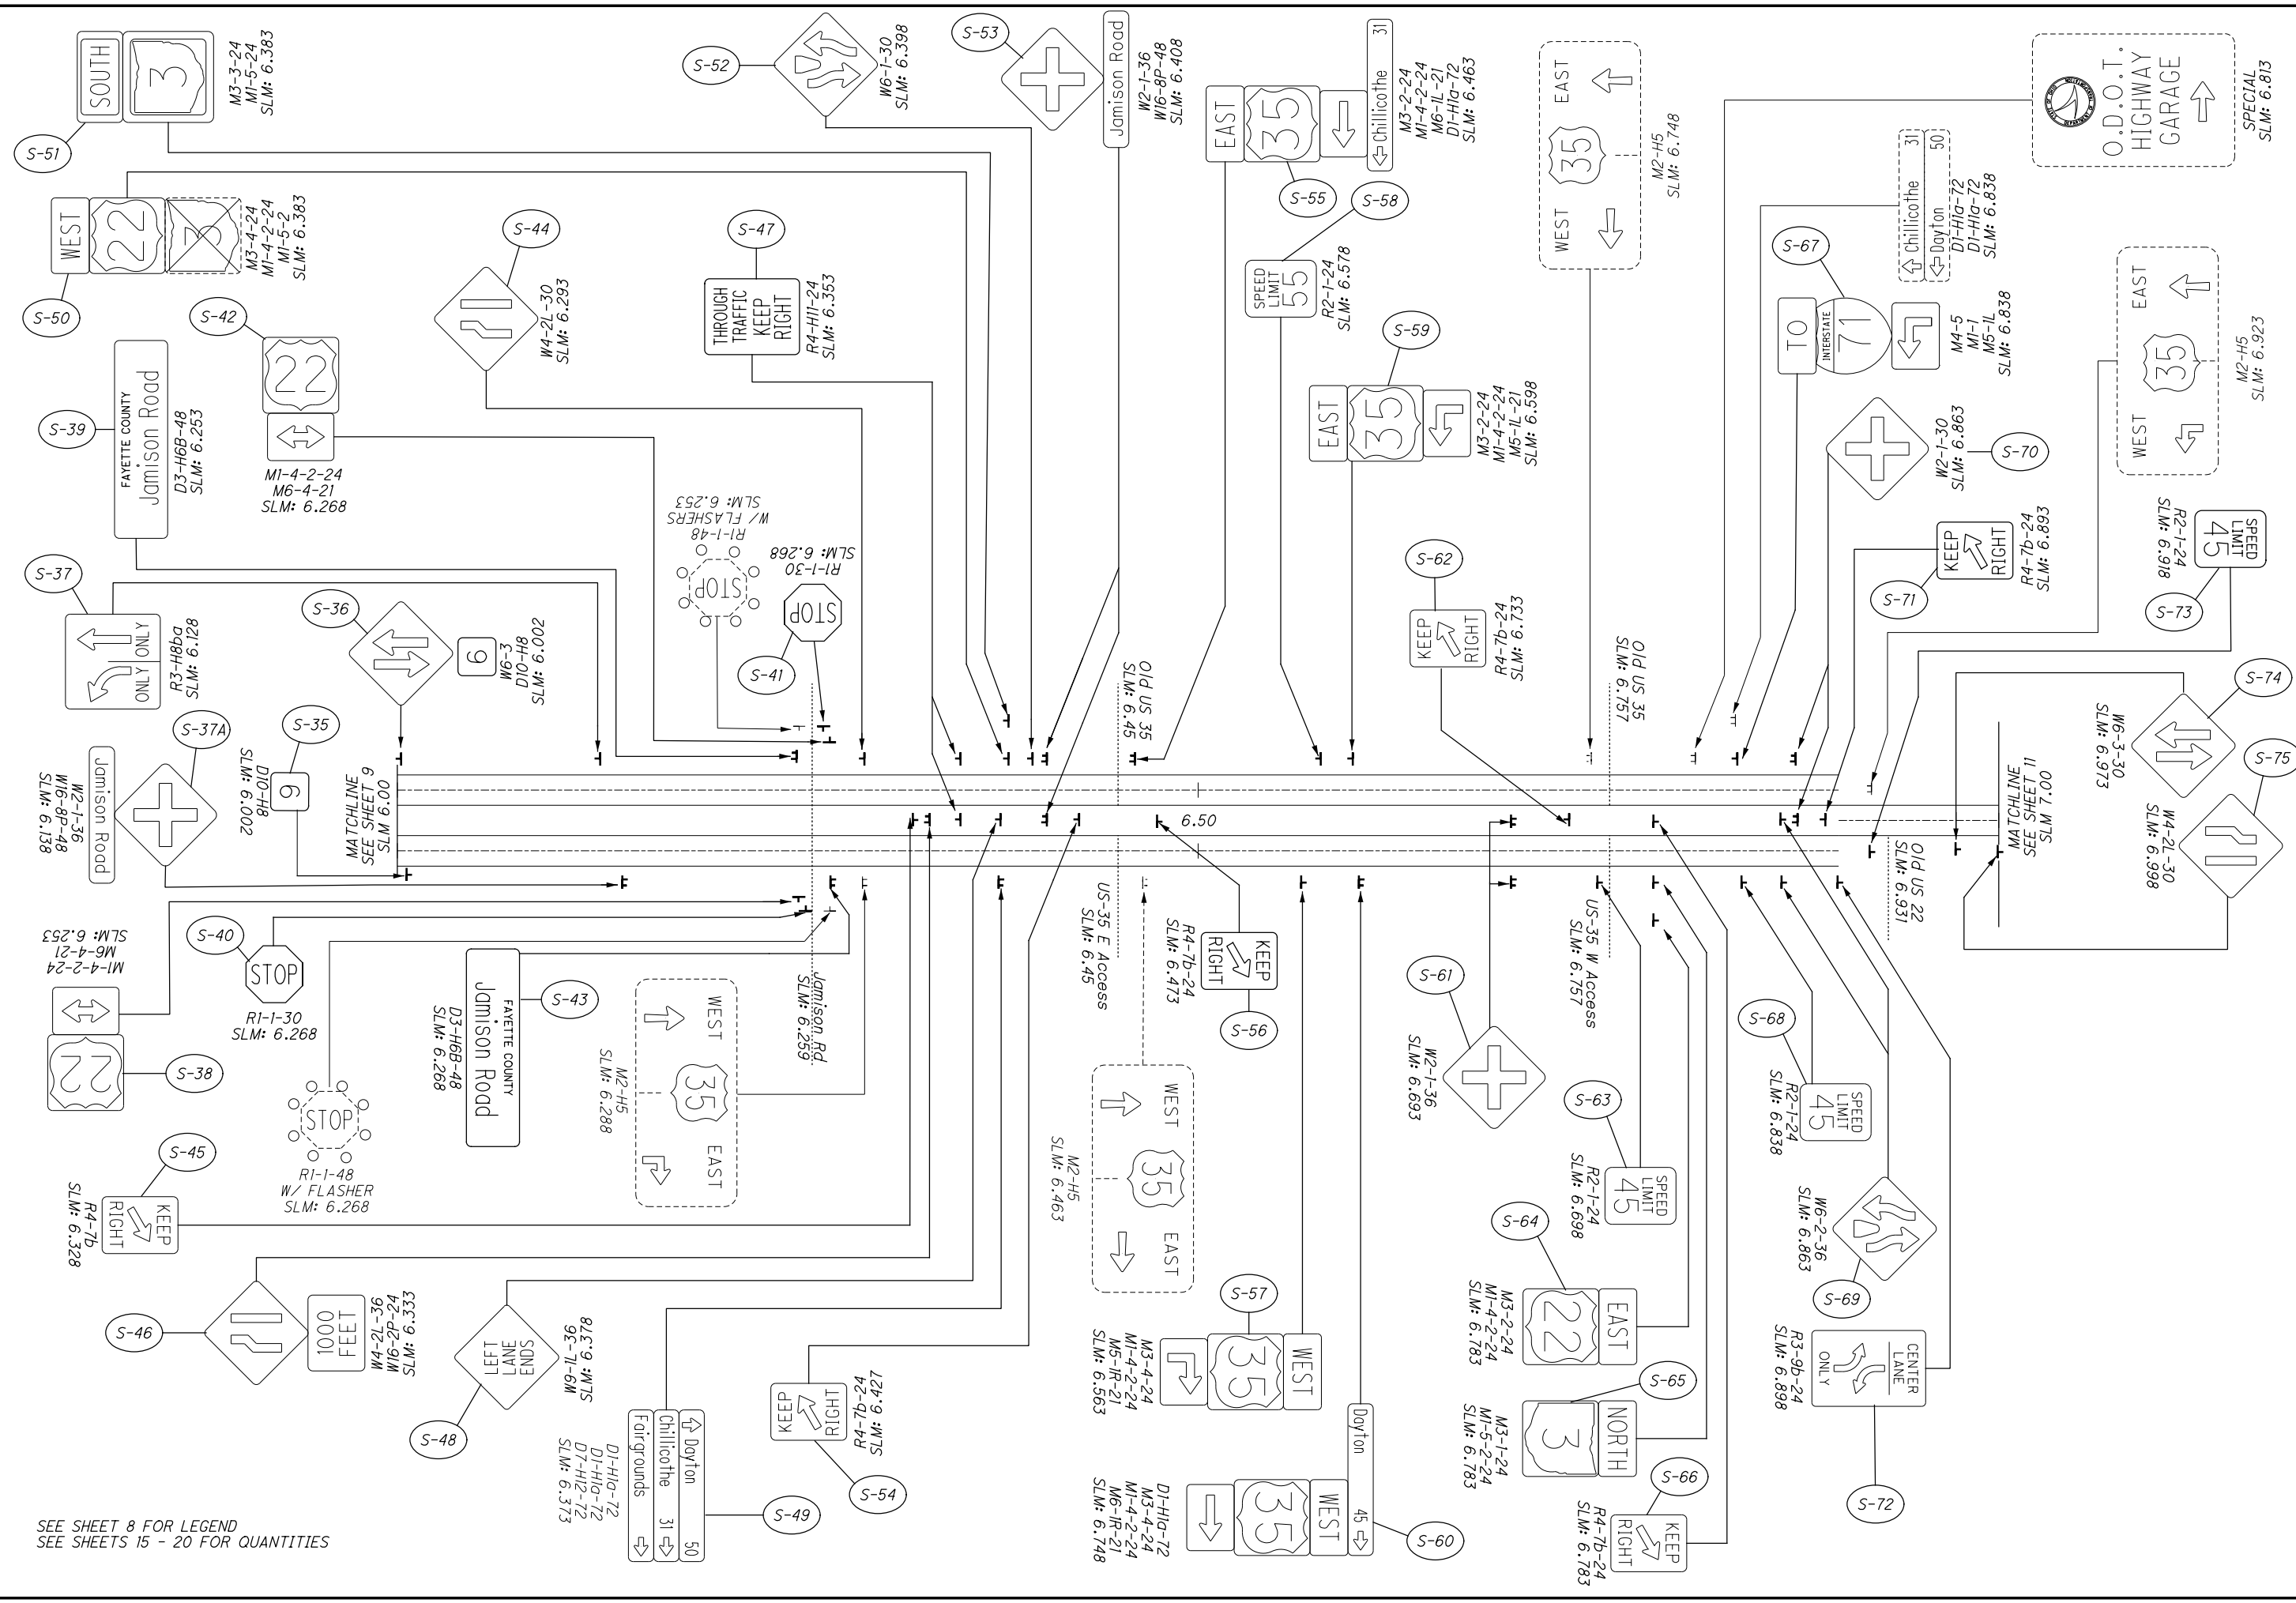 SOUTH
3
M3-3-24
M1-5-24
SLM: 6.383
S-51
WEST
22
3
M3-4-24
M1-4-2-24
M1-5-2
SLM: 6.383
S-50
S-52
W6-1-30
SLM: 6.398
S-53
Jamison Road
W2-1-36
W16-8P-48
SLM: 6.408
EAST
35
Chillicothe 31
M3-2-24
M1-4-2-24
M6-1L-21
D1-H1a-72
SLM: 6.463
S-55
S-58
SPEED
LIMIT
55
R2-1-24
SLM: 6.578
WEST 35 EAST
M2-H5
SLM: 6.748
O.D.O.T.
HIGHWAY
GARAGE
SPECIAL
SLM: 6.813
Chillicothe 31
Dayton 50
D1-H1a-72
D1-H1a-72
SLM: 6.838
S-67
TO
INTERSTATE
71
M4-5
M1-1
M5-1L
SLM: 6.838
WEST 35 EAST
M2-H5
SLM: 6.923
S-42
22
M1-4-2-24
M6-4-21
SLM: 6.268
S-39
FAYETTE COUNTY
Jamison Road
D3-H6B-48
SLM: 6.253
S-44
W4-2L-30
SLM: 6.293
S-47
THROUGH
TRAFFIC
KEEP
RIGHT
R4-H11-24
SLM: 6.353
S-59
EAST
35
M3-2-24
M1-4-2-24
M5-1L-21
SLM: 6.598
W2-1-30
SLM: 6.863
S-70
KEEP
RIGHT
R4-7b-24
SLM: 6.893
S-71
SPEED
LIMIT
45
R2-1-24
SLM: 6.918
S-73
S-37
ONLY ONLY
R3-H8ba
SLM: 6.128
S-36
9
W6-3
D10-H8
SLM: 6.002
STOP
R1-1-48
W/ FLASHERS
SLM: 6.253
STOP
R1-1-30
SLM: 6.268
S-41
S-62
KEEP
RIGHT
R4-7b-24
SLM: 6.733
Old US 35
SLM: 6.45
Old US 35
SLM: 6.757
S-74
W6-3-30
SLM: 6.973
S-75
W4-2L-30
SLM: 6.998
S-37A
Jamison Road
W2-1-36
W16-8P-48
SLM: 6.138
S-35
9
D10-H8
SLM: 6.002
MATCHLINE
SEE SHEET 9
SLM 6.00
6.50
MATCHLINE
SEE SHEET 11
SLM 7.00
Old US 22
SLM: 6.931
Jamison Rd
SLM: 6.259
US-35 E Access
SLM: 6.45
US-35 W Access
SLM: 6.757
M1-4-2-24
M6-4-21
SLM: 6.253
22
S-38
S-40
STOP
R1-1-30
SLM: 6.268
STOP
R1-1-48
W/ FLASHER
SLM: 6.268
FAYETTE COUNTY
Jamison Road
D3-H6B-48
SLM: 6.268
S-43
WEST 35 EAST
M2-H5
SLM: 6.288
KEEP
RIGHT
R4-7b-24
SLM: 6.473
S-56
WEST 35 EAST
M2-H5
SLM: 6.463
S-61
W2-1-36
SLM: 6.693
S-63
SPEED
LIMIT
45
R2-1-24
SLM: 6.698
S-68
SPEED
LIMIT
45
R2-1-24
SLM: 6.838
W6-2-36
SLM: 6.863
S-69
S-45
KEEP
RIGHT
R4-7b
SLM: 6.328
S-46
1000
FEET
W4-2L-36
W16-2P-24
SLM: 6.333
LEFT
LANE
ENDS
W9-1L-36
SLM: 6.378
S-48
Dayton 50
Chillicothe 31
Fairgrounds
D1-H1a-72
D1-H1a-72
D7-H12-72
SLM: 6.373
S-49
KEEP
RIGHT
R4-7b-24
SLM: 6.427
S-54
S-57
WEST
35
M3-4-24
M1-4-2-24
M5-1R-21
SLM: 6.563
Dayton 45
WEST
35
D1-H1a-72
M3-4-24
M1-4-2-24
M6-1R-21
SLM: 6.748
S-60
S-64
EAST
22
M3-2-24
M1-4-2-24
SLM: 6.783
S-65
NORTH
3
M3-1-24
M1-5-2-24
SLM: 6.783
S-66
KEEP
RIGHT
R4-7b-24
SLM: 6.783
CENTER
LANE
ONLY
R3-9b-24
SLM: 6.898
S-72
SEE SHEET 8 FOR LEGEND
SEE SHEETS 15 - 20 FOR QUANTITIES